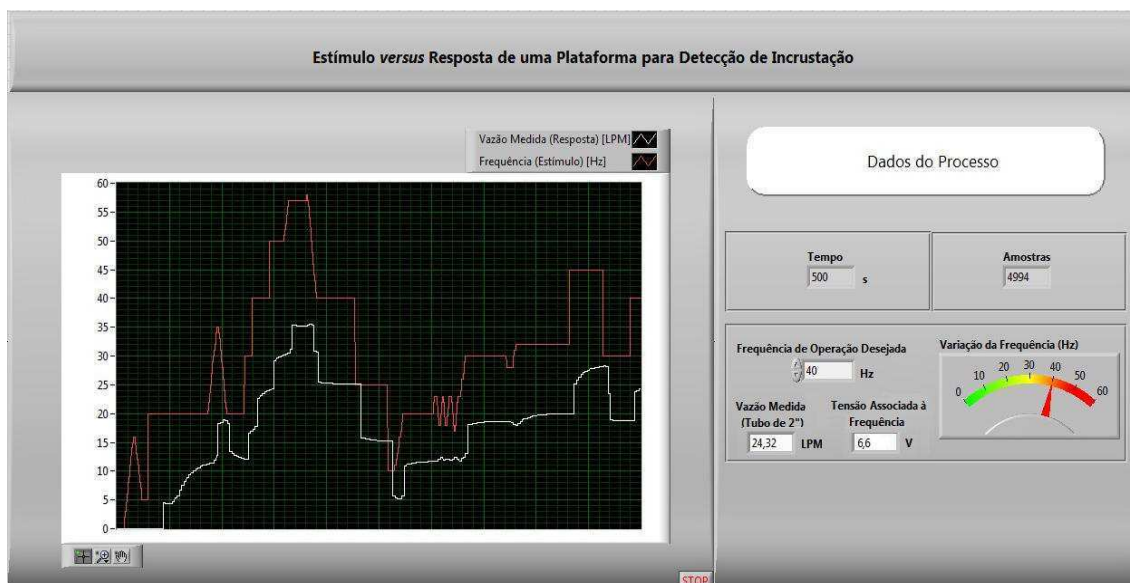 Estímulo versus Resposta de uma Plataforma para Detecção de Incrustação
Vazão Medida (Resposta) [LPM]
Frequência (Estímulo) [Hz]
60
55
50
45
40
35
30
25
20
15
10
5
0
Dados do Processo
Tempo
500 s
Amostras
4994
Frequência de Operação Desejada
40 Hz
Vazão Medida
(Tubo de 2")
24,32 LPM
Tensão Associada à
Frequência
6,6 V
Variação da Frequência (Hz)
0 10 20 30 40 50 60
STOP